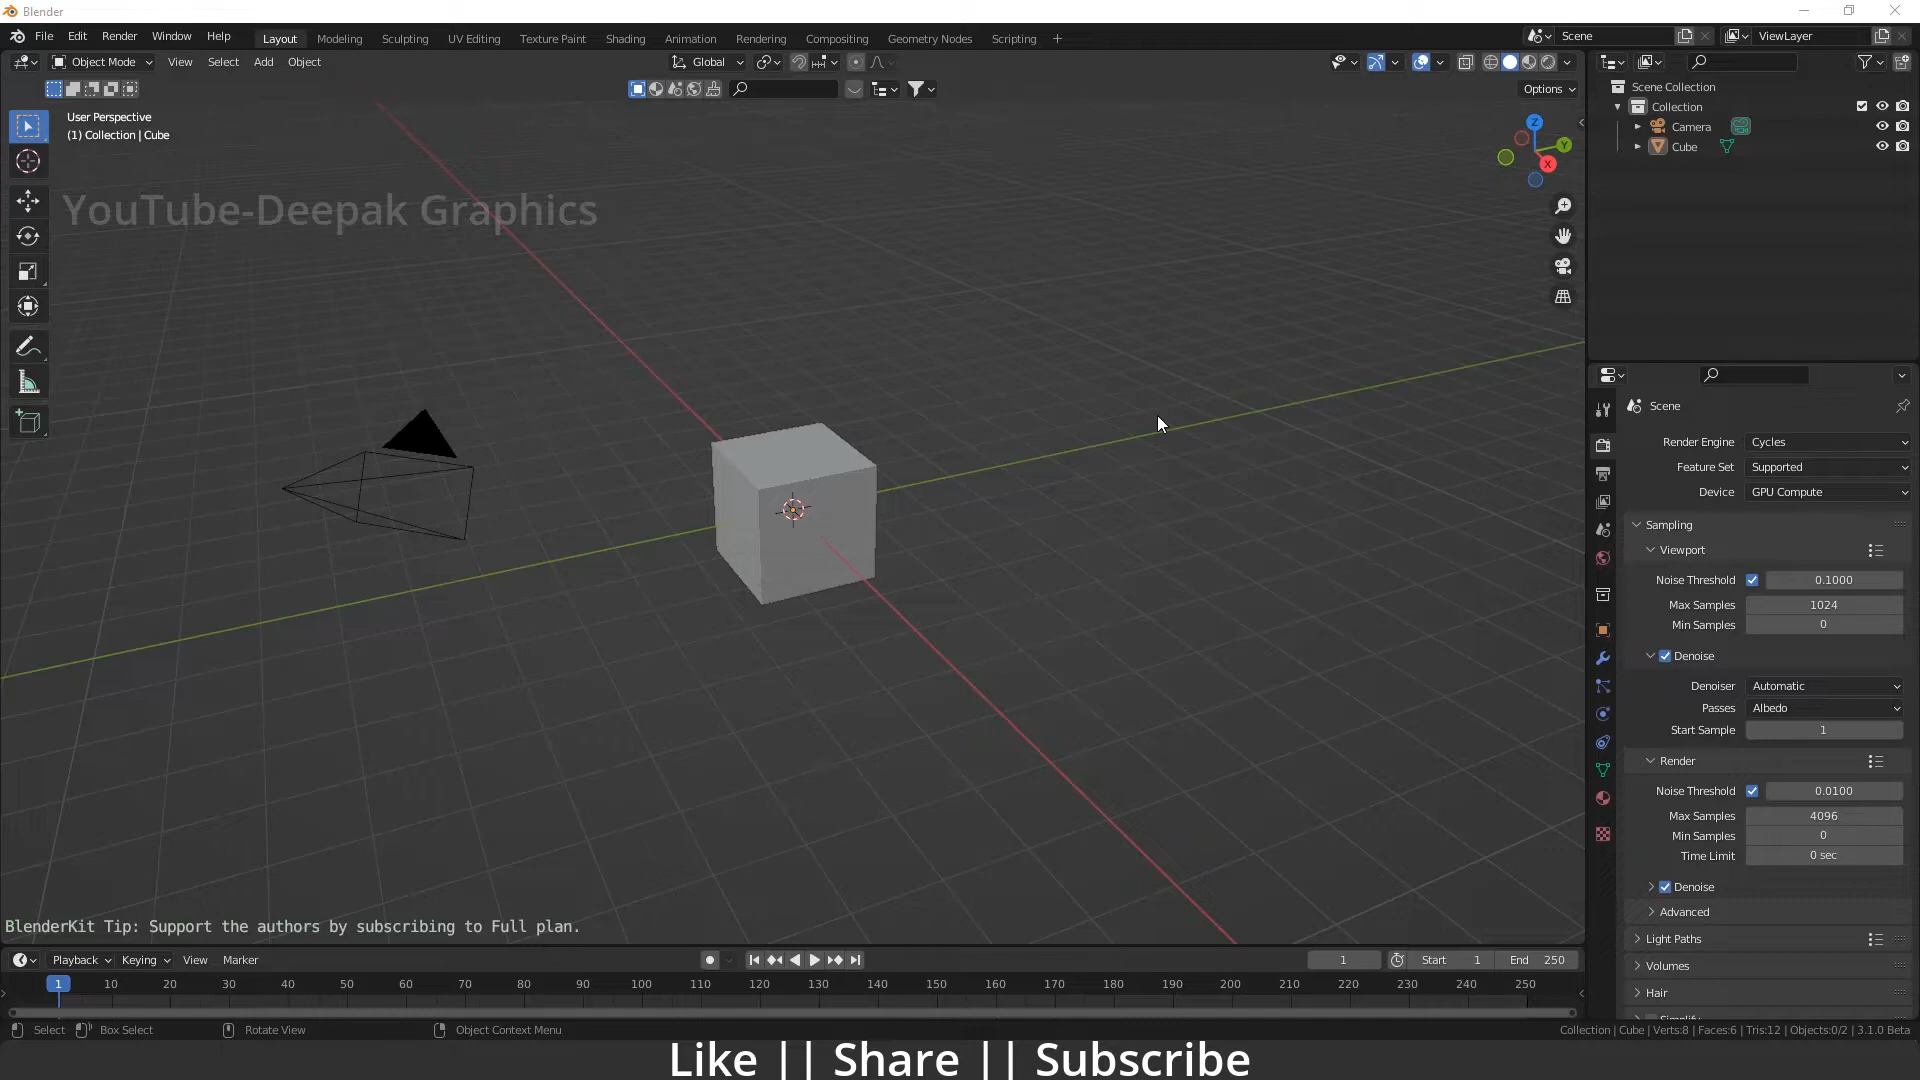 Blender
File Edit Render Window Help Layout Modeling Sculpting UV Editing Texture Paint Shading Animation Rendering Compositing Geometry Nodes Scripting + Scene ViewLayer
Object Mode View Select Add Object Global
Options
User Perspective
(1) Collection | Cube
YouTube-Deepak Graphics
Z
Y
X
BlenderKit Tip: Support the authors by subscribing to Full plan.
Scene Collection
Collection
Camera
Cube
Scene
Render Engine Cycles
Feature Set Supported
Device GPU Compute
Sampling
Viewport
Noise Threshold 0.1000
Max Samples 1024
Min Samples 0
Denoise
Denoiser Automatic
Passes Albedo
Start Sample 1
Render
Noise Threshold 0.0100
Max Samples 4096
Min Samples 0
Time Limit 0 sec
Denoise
Advanced
Light Paths
Volumes
Hair
Playback Keying View Marker 1 Start 1 End 250
1 10 20 30 40 50 60 70 80 90 100 110 120 130 140 150 160 170 180 190 200 210 220 230 240 250
Select Box Select Rotate View Object Context Menu Collection | Cube | Verts:8 | Faces:6 | Tris:12 | Objects:0/2 | 3.1.0 Beta
Like || Share || Subscribe